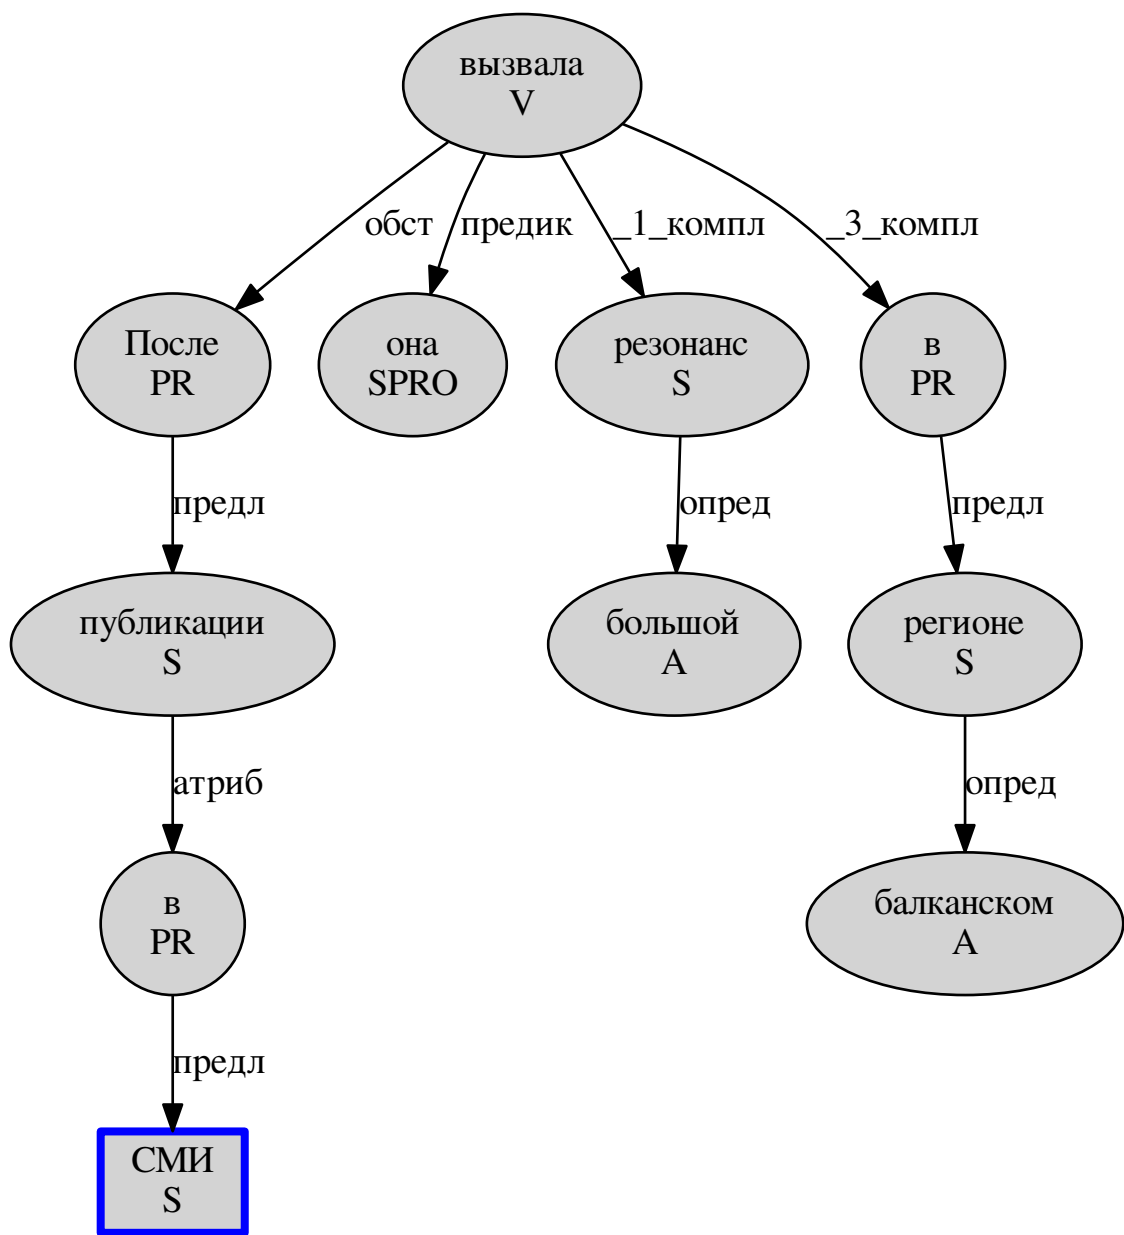 вызвала
V
обст
предик
_1_компл
_3_компл
После
PR
она
SPRO
резонанс
S
в
PR
предл
опред
предл
публикации
S
большой
A
регионе
S
атриб
опред
в
PR
балканском
A
предл
СМИ
S